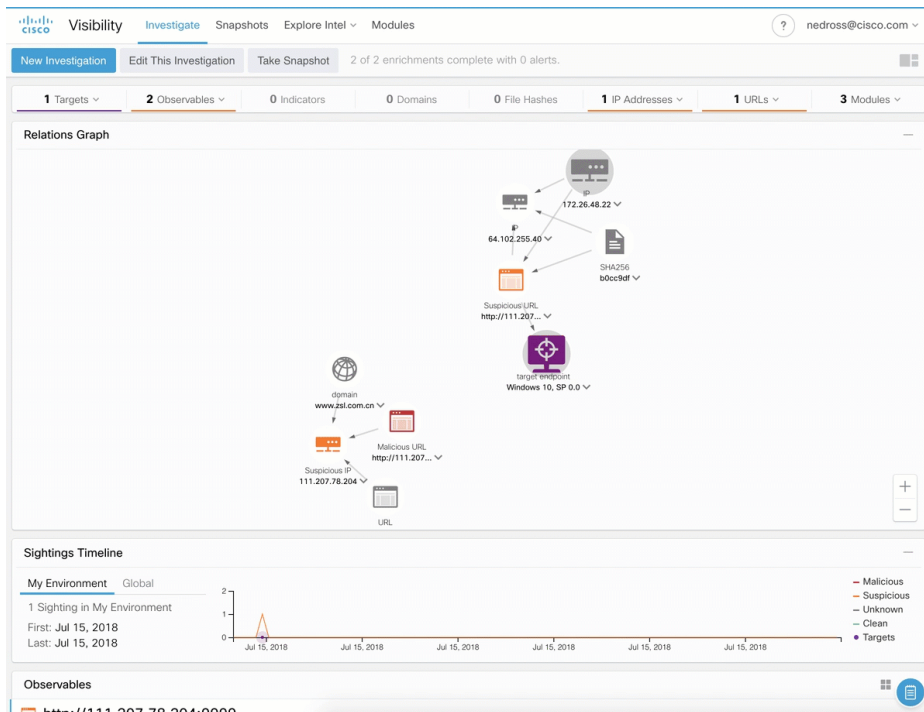 CISCO
Visibility
Investigate
Snapshots
Explore Intel
Modules
?
nedross@cisco.com
New Investigation
Edit This Investigation
Take Snapshot
2 of 2 enrichments complete with 0 alerts.
1 Targets
2 Observables
0 Indicators
0 Domains
0 File Hashes
1 IP Addresses
1 URLs
3 Modules
Relations Graph
IP
172.26.48.22
IP
64.102.255.40
SHA256
b0cc9df
Suspicious URL
http://111.207...
target endpoint
Windows 10, SP 0.0
domain
www.zsl.com.cn
Malicious URL
http://111.207...
Suspicious IP
111.207.78.204
URL
Sightings Timeline
My Environment
Global
1 Sighting in My Environment
First: Jul 15, 2018
Last: Jul 15, 2018
2
1
0
Jul 15, 2018
Jul 15, 2018
Jul 15, 2018
Jul 15, 2018
Jul 15, 2018
Jul 15, 2018
Malicious
Suspicious
Unknown
Clean
Targets
Observables